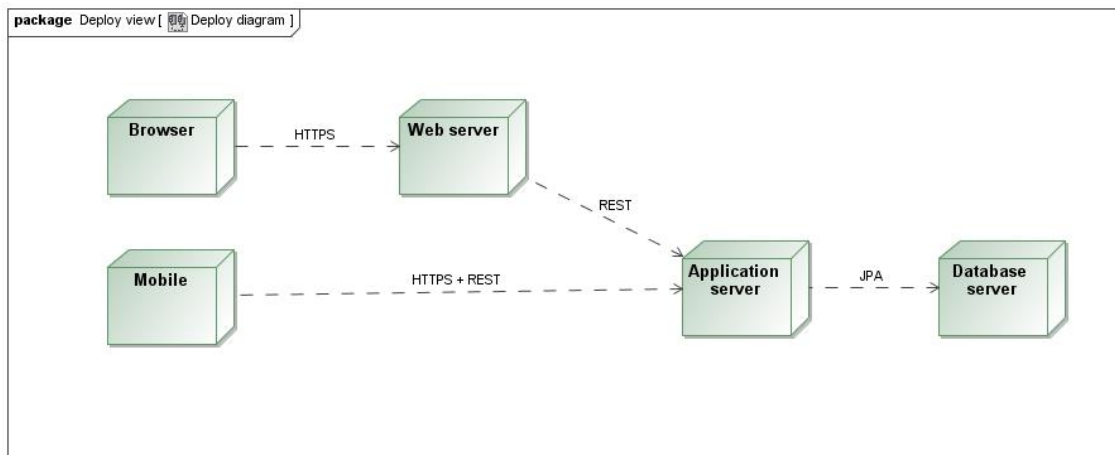 package Deploy view [ Deploy diagram ]
Browser
HTTPS
Web server
REST
Mobile
HTTPS + REST
Application
server
JPA
Database
server